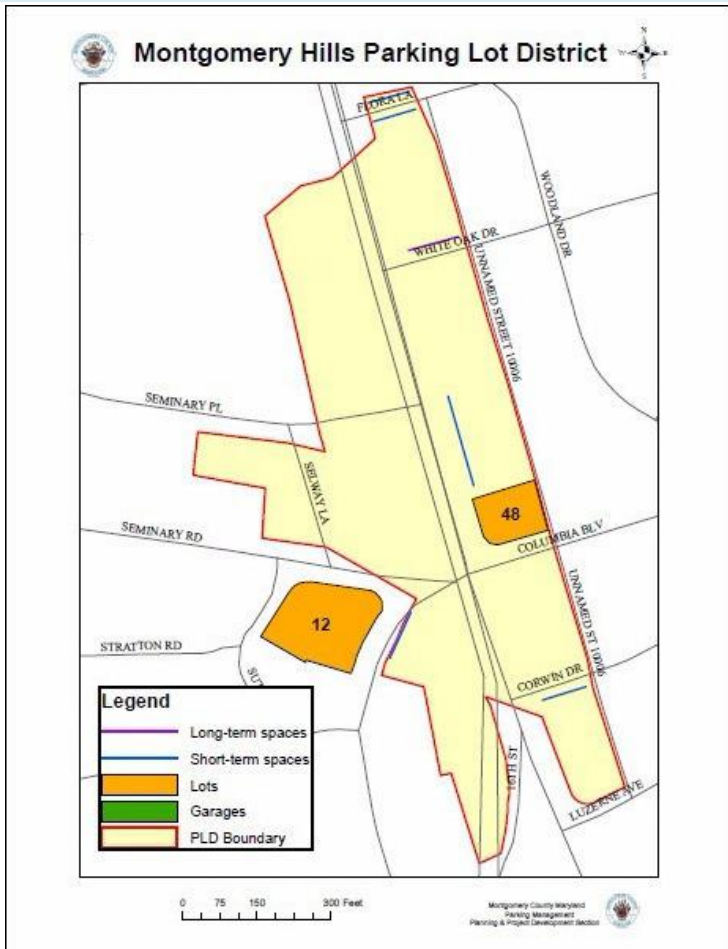 Montgomery Hills Parking Lot District
N
W
E
S
FLORA LA
WOODLAND DR
WHITE OAK DR
UNNAMED STREET 10006
SEMINARY PL
SELWAY LA
48
SEMINARY RD
COLUMBIA BLV
12
UNNAMED ST 10006
STRATTON RD
CORWIN DR
16TH ST
LUZERNE AVE
Legend
Long-term spaces
Short-term spaces
Lots
Garages
PLD Boundary
0 75 150 300 Feet
Montgomery County Maryland
Parking Management
Planning & Project Development Section